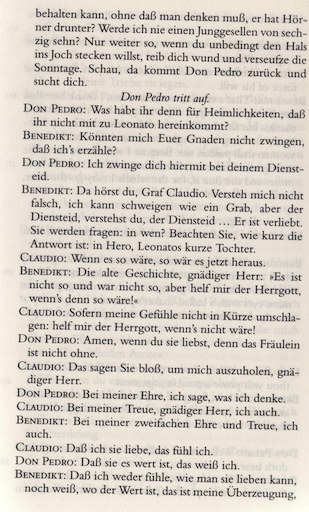 behalten kann, ohne daß man denken muß, er hat Hör-
ner drunter? Werde ich nie einen Junggesellen von sech-
zig sehn? Nur weiter so, wenn du unbedingt den Hals
ins Joch stecken willst, reib dich wund und verseufze die
Sonntage. Schau, da kommt Don Pedro zurück und
sucht dich.
Don Pedro tritt auf.
DON PEDRO: Was habt ihr denn für Heimlichkeiten, daß
ihr nicht mit zu Leonato hereinkommt?
BENEDIKT: Könnten mich Euer Gnaden nicht zwingen,
daß ich's erzähle?
DON PEDRO: Ich zwinge dich hiermit bei deinem Dienst-
eid.
BENEDIKT: Da hörst du, Graf Claudio. Versteh mich nicht
falsch, ich kann schweigen wie ein Grab, aber der
Diensteid, verstehst du, der Diensteid ... Er ist verliebt.
Sie werden fragen: in wen? Beachten Sie, wie kurz die
Antwort ist: in Hero, Leonatos kurze Tochter.
CLAUDIO: Wenn es so wäre, so wär es jetzt heraus.
BENEDIKT: Die alte Geschichte, gnädiger Herr: »Es ist
nicht so und war nicht so, aber helf mir der Herrgott,
wenn's denn so wäre!«
CLAUDIO: Sofern meine Gefühle nicht in Kürze umschla-
gen: helf mir der Herrgott, wenn's nicht wäre!
DON PEDRO: Amen, wenn du sie liebst, denn das Fräulein
ist nicht ohne.
CLAUDIO: Das sagen Sie bloß, um mich auszuholen, gnä-
diger Herr.
DON PEDRO: Bei meiner Ehre, ich sage, was ich denke.
CLAUDIO: Bei meiner Treue, gnädiger Herr, ich auch.
BENEDIKT: Bei meiner zweifachen Ehre und Treue, ich
auch.
CLAUDIO: Daß ich sie liebe, das fühl ich.
DON PEDRO: Daß sie es wert ist, das weiß ich.
BENEDIKT: Daß ich weder fühle, wie man sie lieben kann,
noch weiß, wo der Wert ist, das ist meine Überzeugung,